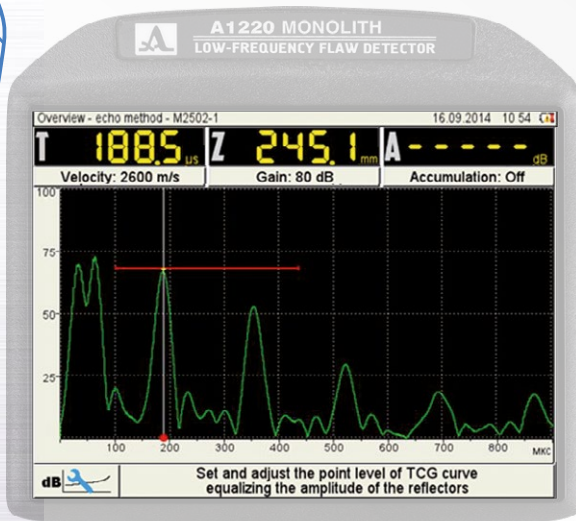 A1220 MONOLITH
LOW-FREQUENCY FLAW DETECTOR
Overview - echo method - M2502-1 16.09.2014 10 54
T 188.5 µs Z 245.1 mm A - - - - - dB
Velocity: 2600 m/s Gain: 80 dB Accumulation: Off
100
75
50
25
100 200 300 400 500 600 700 800 МКС
dB Set and adjust the point level of TCG curve
equalizing the amplitude of the reflectors